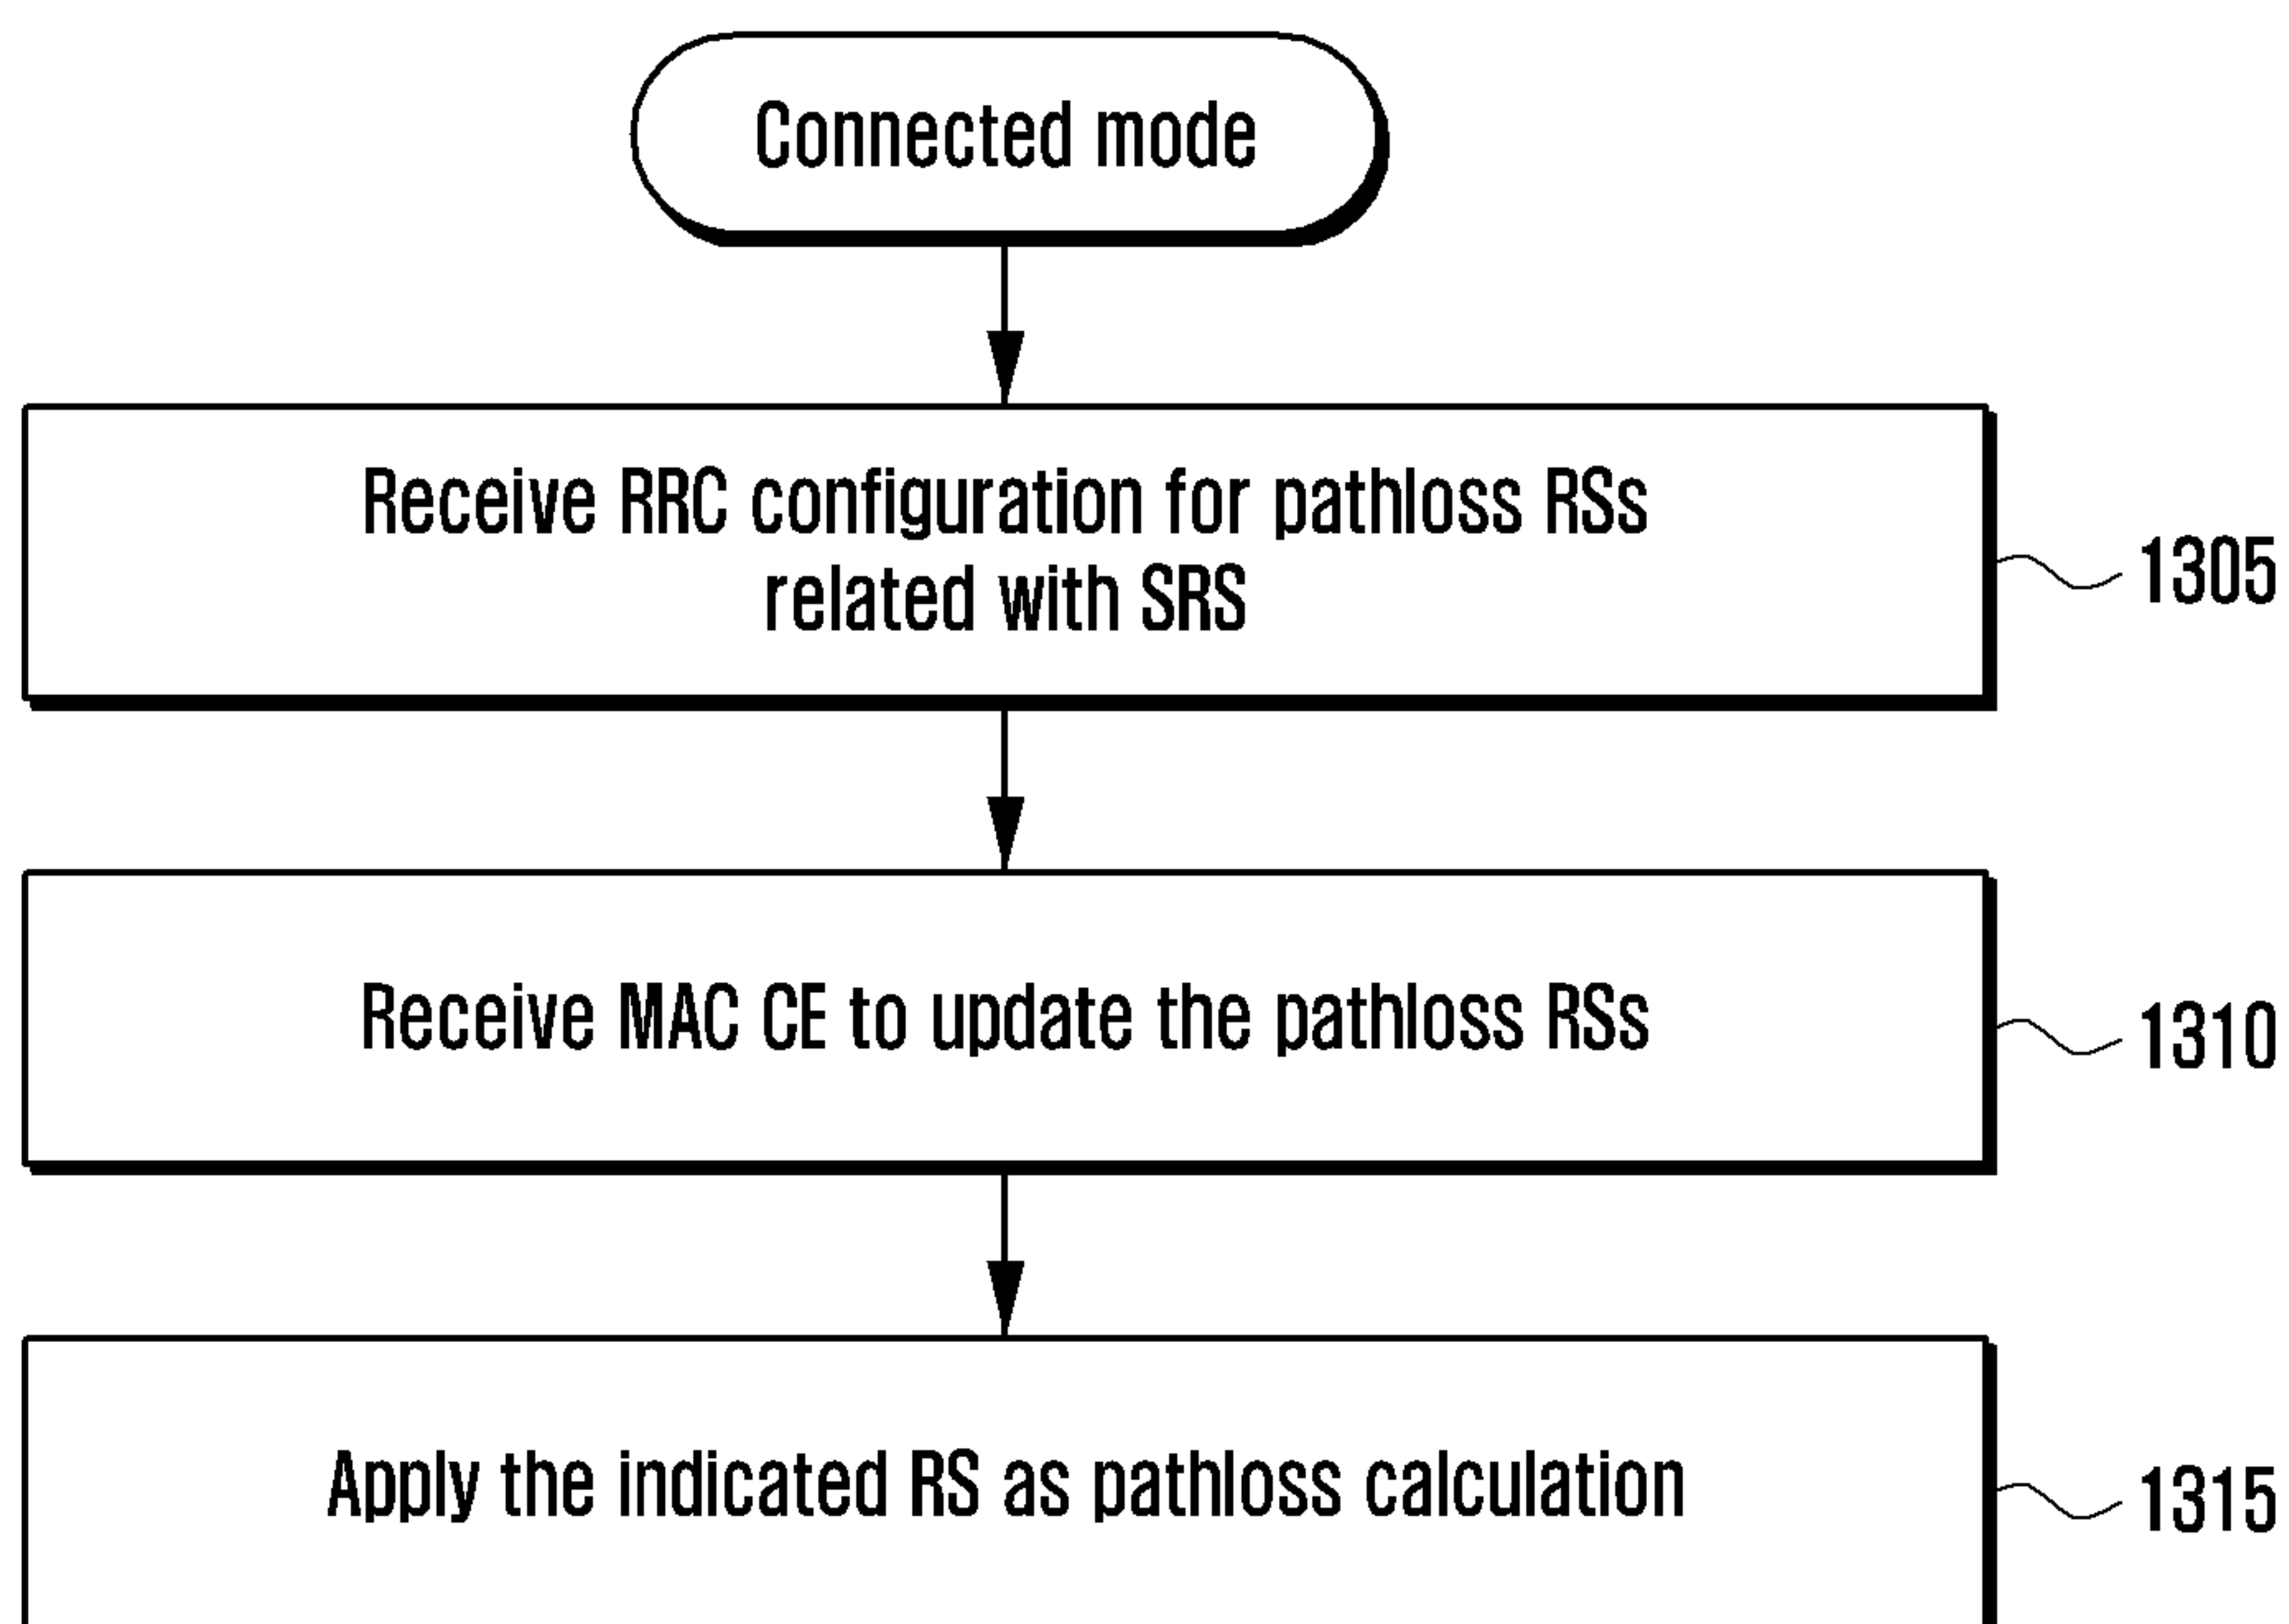 Connected mode
Receive RRC configuration for pathloss RSs
related with SRS
1305
Receive MAC CE to update the pathloss RSs
1310
Apply the indicated RS as pathloss calculation
1315